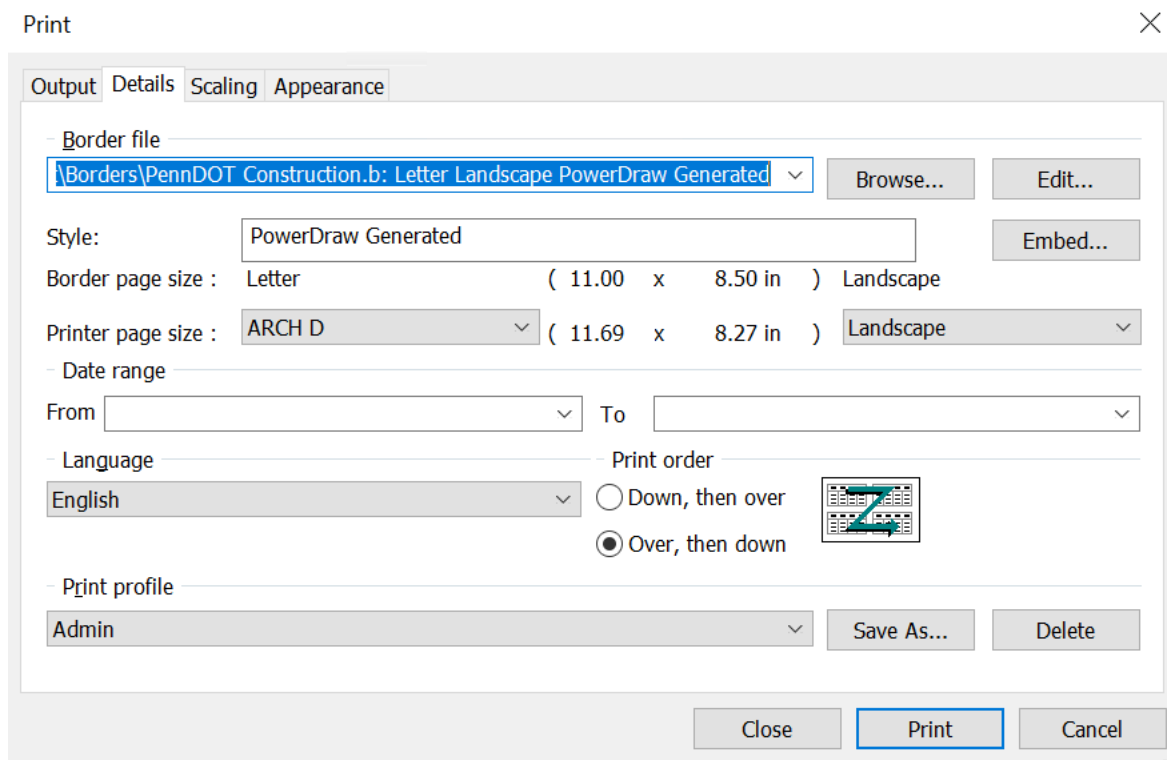 Print
Output Details Scaling Appearance
Border file
:\Borders\PennDOT Construction.b: Letter Landscape PowerDraw Generated Browse... Edit...
Style: PowerDraw Generated Embed...
Border page size : Letter ( 11.00 x 8.50 in ) Landscape
Printer page size : ARCH D ( 11.69 x 8.27 in ) Landscape
Date range
From To
Language Print order
English Down, then over
Over, then down
Print profile
Admin Save As... Delete
Close Print Cancel